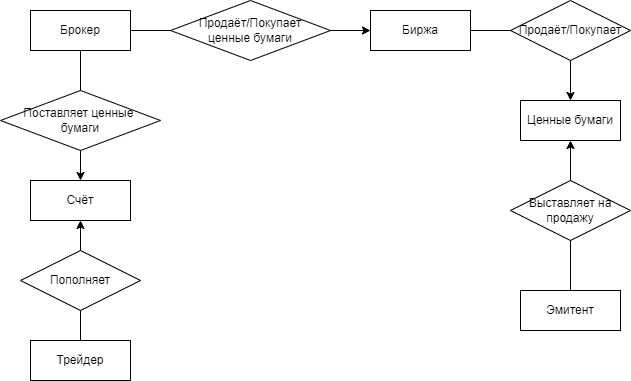 Брокер
Продаёт/Покупает
ценные бумаги
Биржа
Продаёт/Покупает
Поставляет ценные
бумаги
Ценные бумаги
Счёт
Выставляет на
продажу
Пополняет
Эмитент
Трейдер